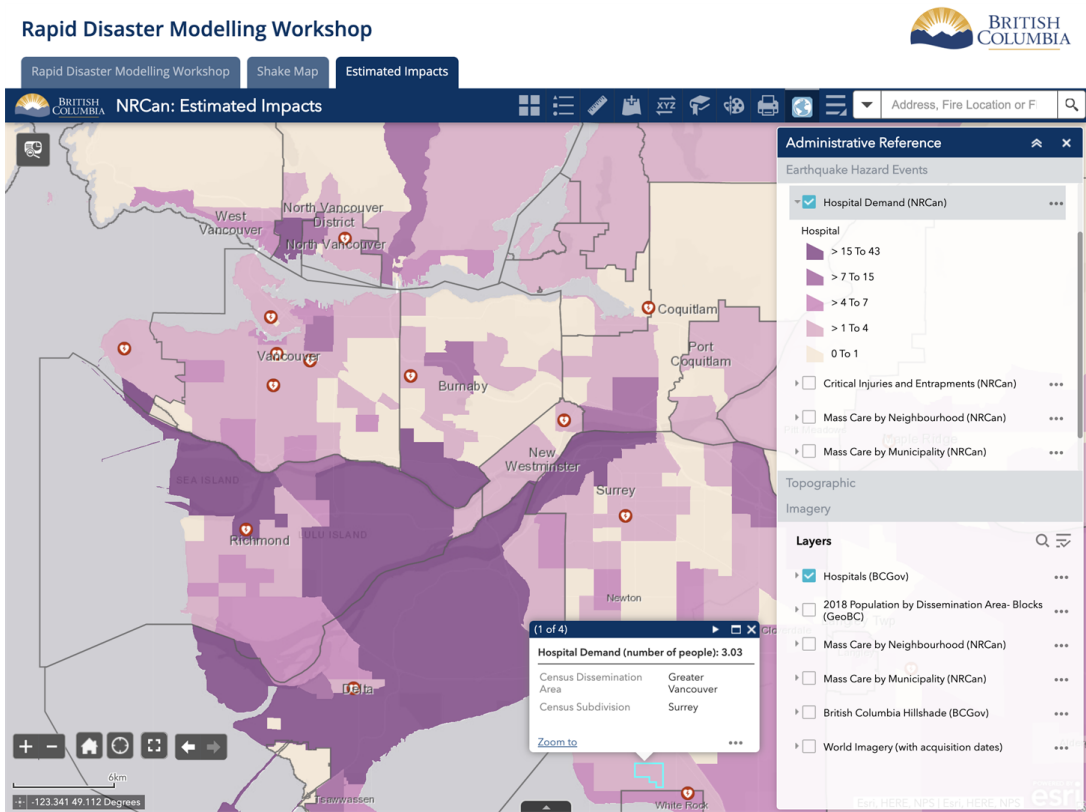 Rapid Disaster Modelling Workshop
BRITISH
COLUMBIA
Rapid Disaster Modelling Workshop
Shake Map
Estimated Impacts
BRITISH
COLUMBIA
NRCan: Estimated Impacts
XYZ
Address, Fire Location or F
Administrative Reference
Earthquake Hazard Events
Hospital Demand (NRCan)
Hospital
> 15 To 43
> 7 To 15
> 4 To 7
> 1 To 4
0 To 1
Critical Injuries and Entrapments (NRCan)
Mass Care by Neighbourhood (NRCan)
Mass Care by Municipality (NRCan)
Topographic
Imagery
Layers
Hospitals (BCGov)
2018 Population by Dissemination Area- Blocks
(GeoBC)
Mass Care by Neighbourhood (NRCan)
Mass Care by Municipality (NRCan)
British Columbia Hillshade (BCGov)
World Imagery (with acquisition dates)
West
Vancouver
North Vancouver
District
North Vancouver
Coquitlam
Port
Coquitlam
Vancouver
Burnaby
New
Westminster
SEA ISLAND
Surrey
Richmond
LULU ISLAND
Newton
Delta
Tsawwassen
White Rock
(1 of 4)
Hospital Demand (number of people): 3.03
Census Dissemination
Area
Greater
Vancouver
Census Subdivision
Surrey
Zoom to
6km
-123.341 49.112 Degrees
Esri, HERE, NPS | Esri, HERE, NPS
esri